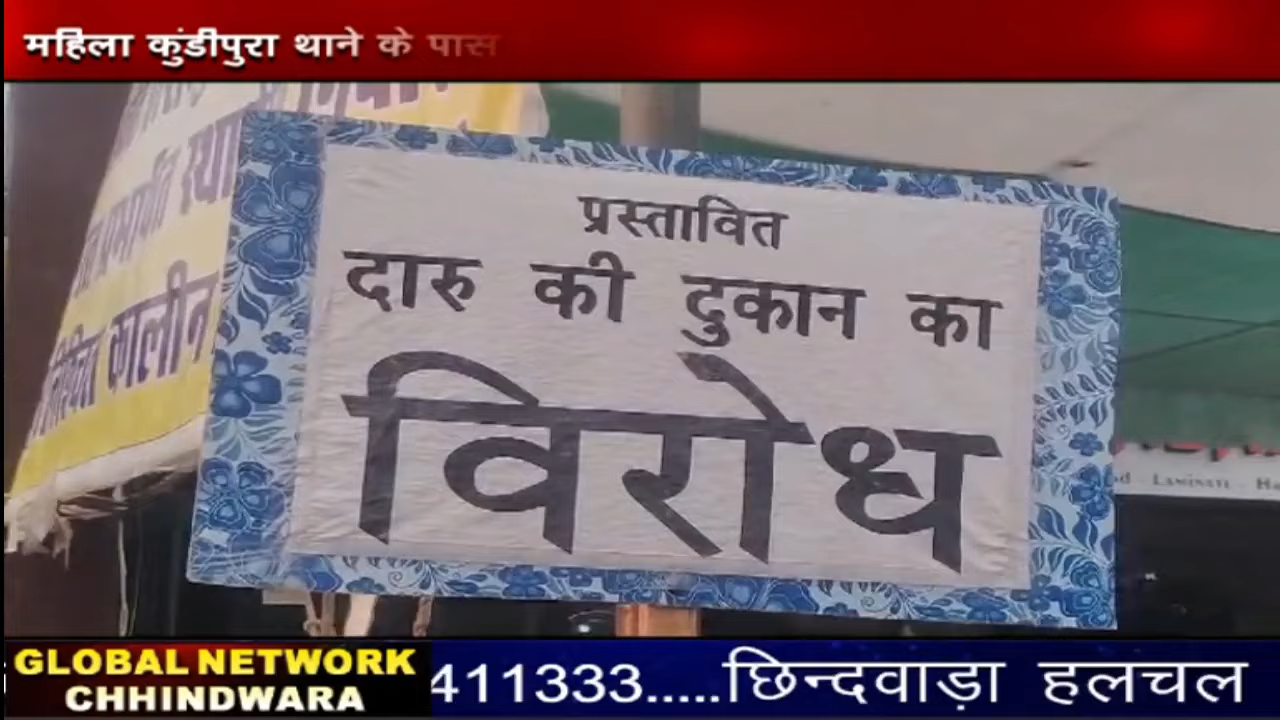 महिला कुंडीपुरा थाने के पास
प्रस्तावित
दारु की दुकान का
विरोध
कालीन
GLOBAL NETWORK
CHHINDWARA
411333.....छिन्दवाड़ा हलचल